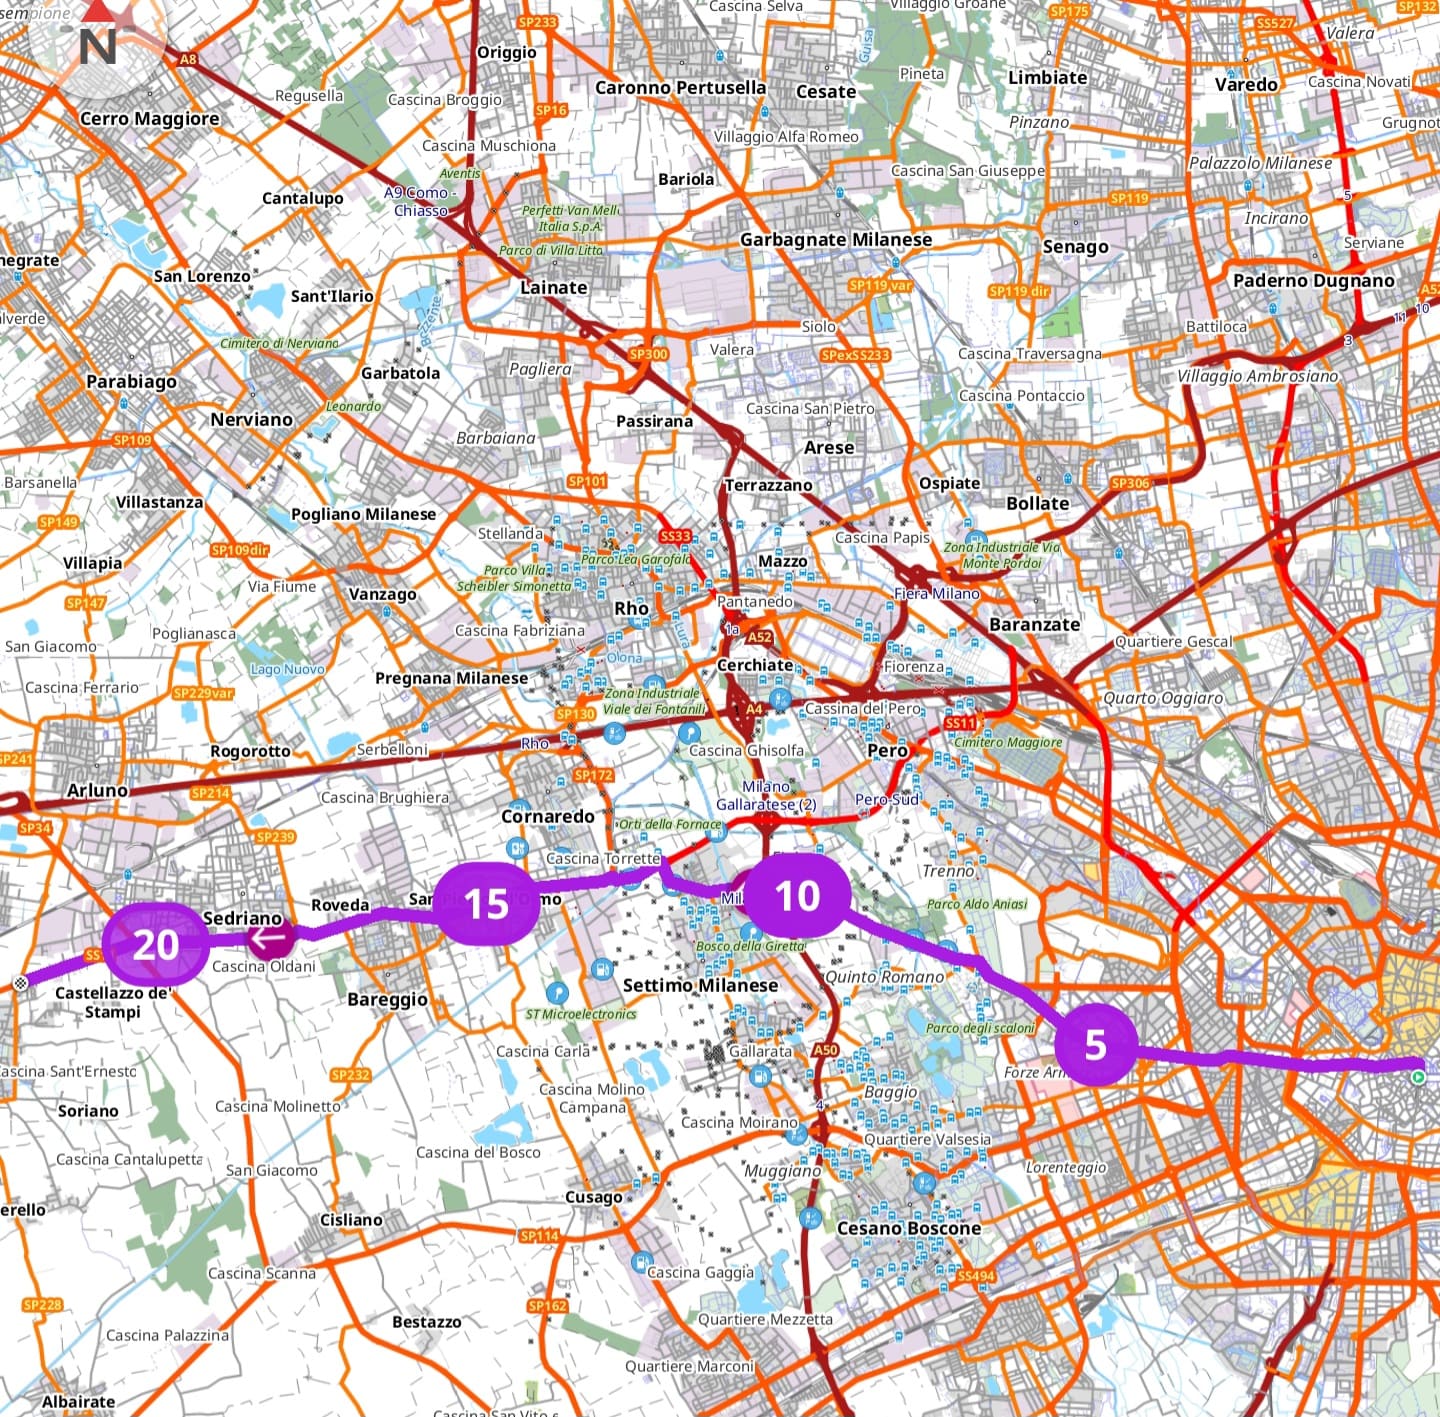 sempione
N
A8
SP233
Cascina Selva
Villaggio Groane
SP175
SS527
SP132
Valera
Origgio
Guisa
Pineta
Limbiate
Varedo
Cascina Novati
Regusella
Cascina Broggio
Caronno Pertusella
Cesate
SP16
Cerro Maggiore
Pinzano
Villaggio Alfa Romeo
Cascina Muschiona
Palazzolo Milanese
Aventis
Bariola
Cascina San Giuseppe
A9 Como -
Chiasso
Cantalupo
SP119
5
Perfetti Van Melle
Italia S.p.A.
Incirano
Parco di Villa Litta
Garbagnate Milanese
Senago
Serviane
San Lorenzo
Lainate
Paderno Dugnano
Sant'Ilario
SP119 var
SP119 dir
Bozzente
11
10
Siolo
Battiloca
Cimitero di Nerviano
3
SP300
Valera
SPexSS233
Cascina Traversagna
Garbatola
Pagliera
Villaggio Ambrosiano
Parabiago
Leonardo
Cascina Pontaccio
Nerviano
Passirana
Cascina San Pietro
SP109
Barbaiana
Arese
Barsanella
SP101
Terrazzano
Ospiate
SP306
Villastanza
Bollate
Pogliano Milanese
SP149
Stellanda
SS33
Cascina Papis
SP109dir
Parco Lea Garofalo
Mazzo
Zona Industriale Via
Monte Pordoi
Villapia
Parco Villa
Scheibler Simonetta
Via Fiume
Vanzago
Fiera Milano
SP147
Rho
Pantanedo
Cascina Fabriziana
1a
A52
Baranzate
Poglianasca
Lura
Quartiere Gescal
San Giacomo
Olona
Lago Nuovo
Cerchiate
Fiorenza
Pregnana Milanese
Cascina Ferrario
SP229var
Zona Industriale
Viale dei Fontanili
Quarto Oggiaro
SP130
A4
Cassina del Pero
SS11
Rho
Cimitero Maggiore
Rogorotto
Serbelloni
Cascina Ghisolfa
Pero
SP241
SP172
Arluno
SP214
Cascina Brughiera
Milano
Gallaratese (2)
Pero-Sud
Cornaredo
SP34
SP239
Orti della Fornace
Cascina Torrette
Trenno
15
10
Roveda
Parco Aldo Aniasi
Sedriano
20
Bosco della Giretta
Cascina Oldani
Quinto Romano
Castellazzo de'
Stampi
Settimo Milanese
Bareggio
ST Microelectronics
Parco degli scaloni
5
Cascina Carla
Gallarata
A50
SP232
Baggio
Cascina Molino
Campana
Soriano
Cascina Molinetto
4
Cascina Moirano
Cascina del Bosco
Quartiere Valsesia
Cascina Cantalupetta
San Giacomo
Muggiano
Lorenteggio
Cusago
Cisliano
Cesano Boscone
SP114
Cascina Scanna
Cascina Gaggia
SS494
SP228
SP162
Bestazzo
Quartiere Mezzetta
Cascina Palazzina
Quartiere Marconi
Albairate